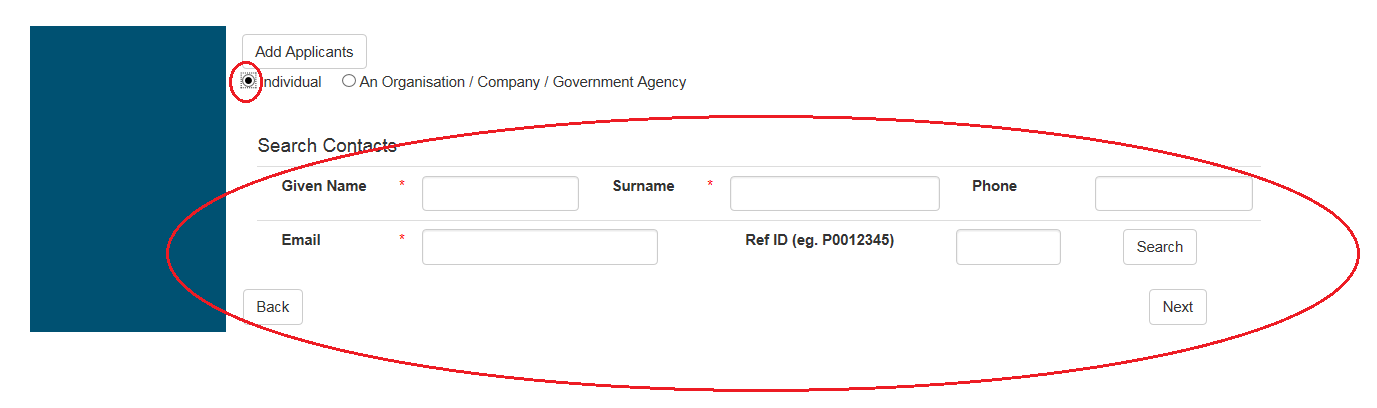 Add Applicants
Individual An Organisation / Company / Government Agency
Search Contacts
Given Name * Surname * Phone
Email * Ref ID (eg. P0012345) Search
Back Next